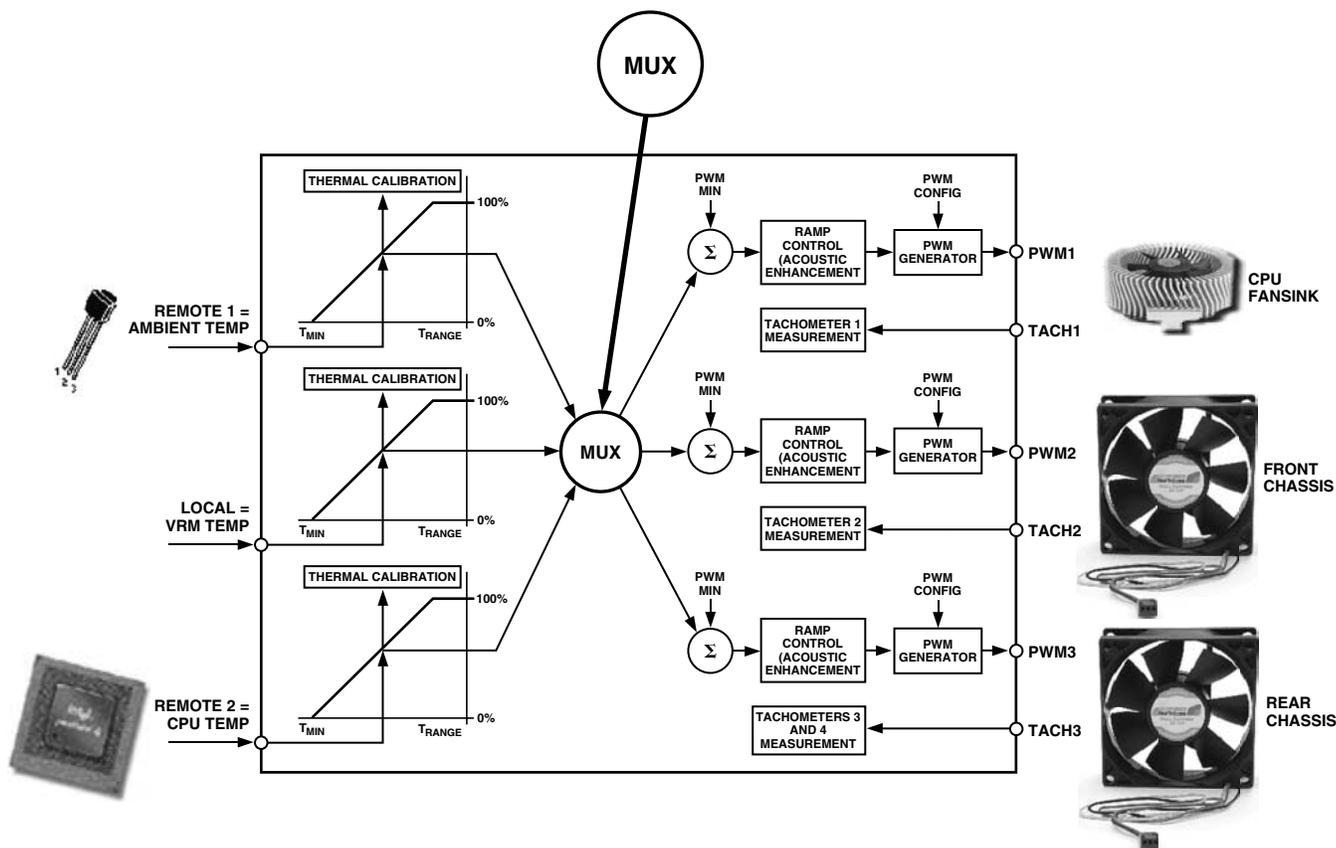 MUX
THERMAL CALIBRATION
100%
0%
TMIN
TRANGE
REMOTE 1 =
AMBIENT TEMP
1
2
3
PWM
MIN
Σ
RAMP
CONTROL
(ACOUSTIC
ENHANCEMENT
PWM
CONFIG
PWM
GENERATOR
PWM1
TACHOMETER 1
MEASUREMENT
TACH1
CPU
FANSINK
THERMAL CALIBRATION
100%
0%
TMIN
TRANGE
LOCAL =
VRM TEMP
MUX
PWM
MIN
Σ
RAMP
CONTROL
(ACOUSTIC
ENHANCEMENT
PWM
CONFIG
PWM
GENERATOR
PWM2
TACHOMETER 2
MEASUREMENT
TACH2
FRONT
CHASSIS
THERMAL CALIBRATION
100%
0%
TMIN
TRANGE
REMOTE 2 =
CPU TEMP
intel
PWM
MIN
Σ
RAMP
CONTROL
(ACOUSTIC
ENHANCEMENT
PWM
CONFIG
PWM
GENERATOR
PWM3
TACHOMETERS 3
AND 4
MEASUREMENT
TACH3
REAR
CHASSIS